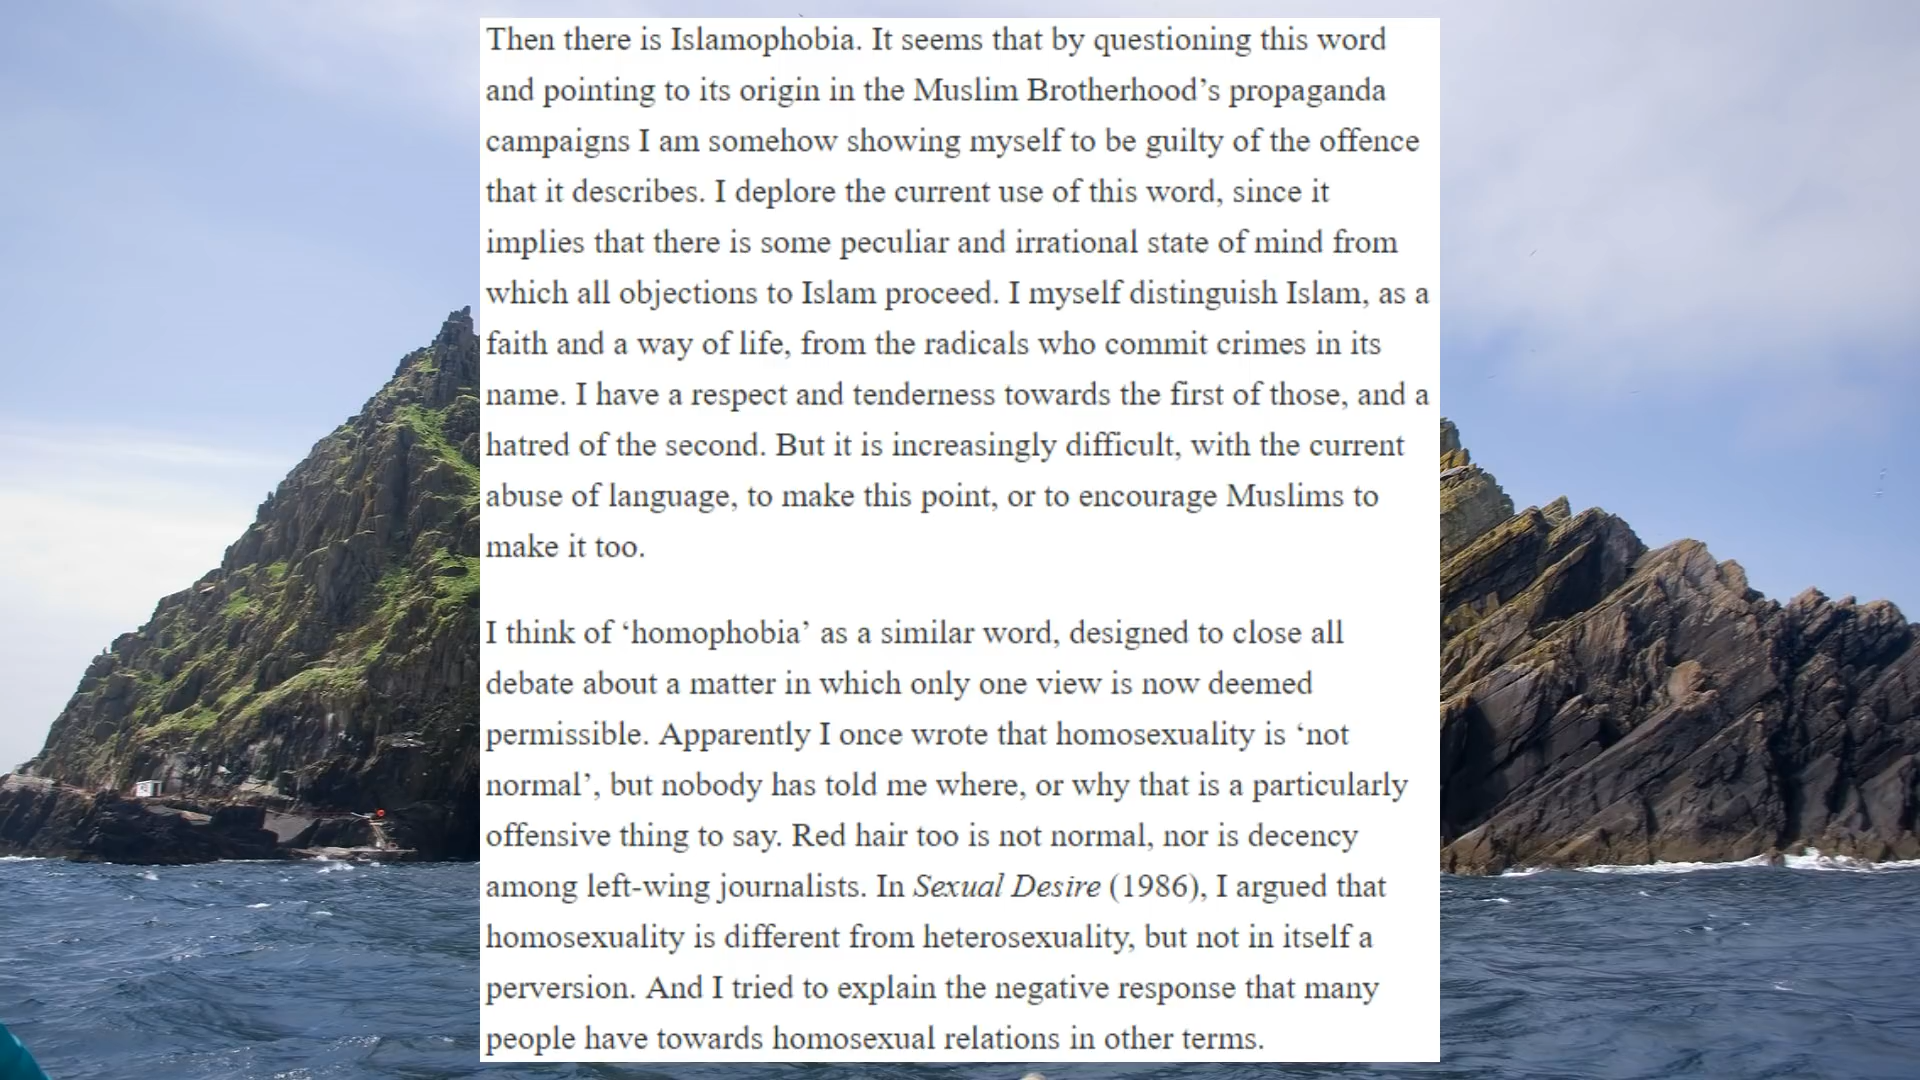 Then there is Islamophobia. It seems that by questioning this word
and pointing to its origin in the Muslim Brotherhood’s propaganda
campaigns I am somehow showing myself to be guilty of the offence
that it describes. I deplore the current use of this word, since it
implies that there is some peculiar and irrational state of mind from
which all objections to Islam proceed. I myself distinguish Islam, as a
faith and a way of life, from the radicals who commit crimes in its
name. I have a respect and tenderness towards the first of those, and a
hatred of the second. But it is increasingly difficult, with the current
abuse of language, to make this point, or to encourage Muslims to
make it too.
I think of ‘homophobia’ as a similar word, designed to close all
debate about a matter in which only one view is now deemed
permissible. Apparently I once wrote that homosexuality is ‘not
normal’, but nobody has told me where, or why that is a particularly
offensive thing to say. Red hair too is not normal, nor is decency
among left-wing journalists. In Sexual Desire (1986), I argued that
homosexuality is different from heterosexuality, but not in itself a
perversion. And I tried to explain the negative response that many
people have towards homosexual relations in other terms.